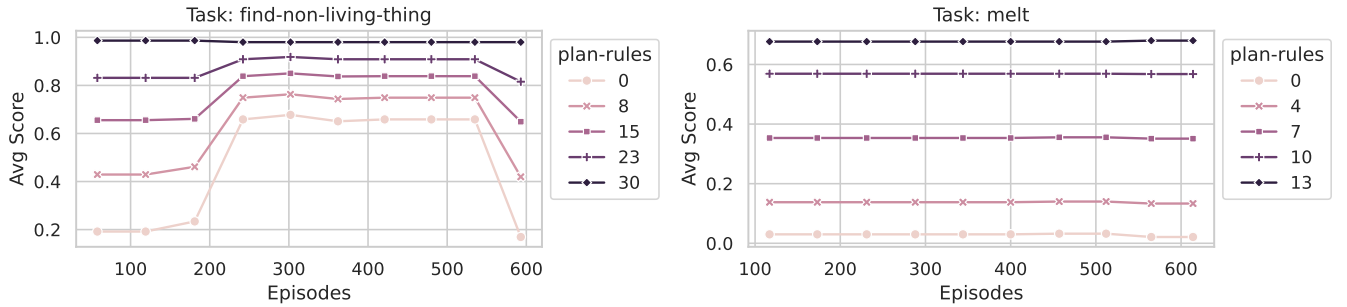 Task: find-non-living-thing
Avg Score
1.0
0.8
0.6
0.4
0.2
100 200 300 400 500 600
Episodes
plan-rules
0
8
15
23
30
Task: melt
Avg Score
0.6
0.4
0.2
0.0
100 200 300 400 500 600
Episodes
plan-rules
0
4
7
10
13